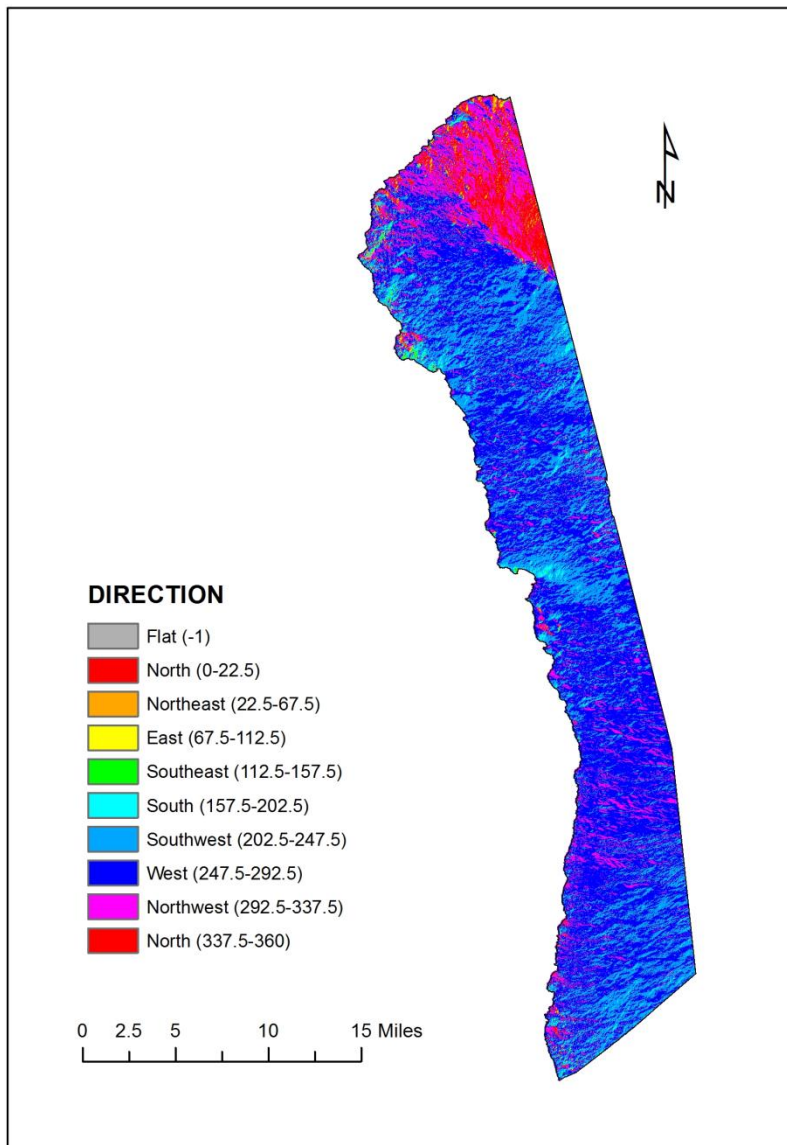 N
DIRECTION
Flat (-1)
North (0-22.5)
Northeast (22.5-67.5)
East (67.5-112.5)
Southeast (112.5-157.5)
South (157.5-202.5)
Southwest (202.5-247.5)
West (247.5-292.5)
Northwest (292.5-337.5)
North (337.5-360)
0 2.5 5 10 15 Miles